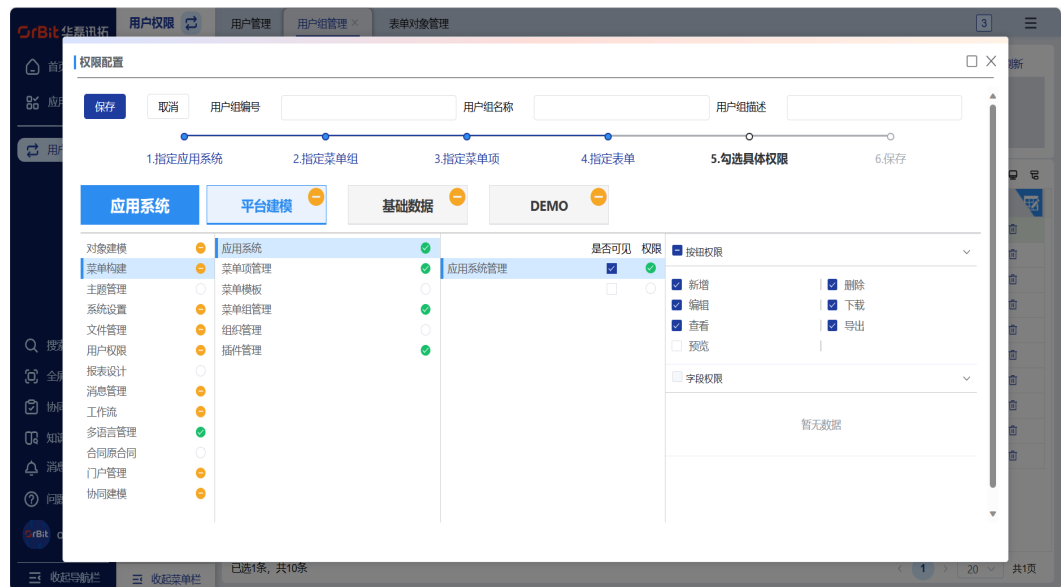 OrBit 华磊迅拓
用户权限
用户管理
用户组管理
表单对象管理
3
权限配置
保存
取消
用户组编号
用户组名称
用户组描述
1.指定应用系统
2.指定菜单组
3.指定菜单项
4.指定表单
5.勾选具体权限
6.保存
应用系统
平台建模
基础数据
DEMO
对象建模
菜单构建
主题管理
系统设置
文件管理
用户权限
报表设计
消息管理
工作流
多语言管理
合同原合同
门户管理
协同建模
应用系统
菜单项管理
菜单模板
菜单组管理
组织管理
插件管理
是否可见 权限
应用系统管理
按钮权限
新增
删除
编辑
下载
查看
导出
预览
字段权限
暂无数据
OrBit
收起导航栏
收起菜单栏
已选1条，共10条
1
20
共1页